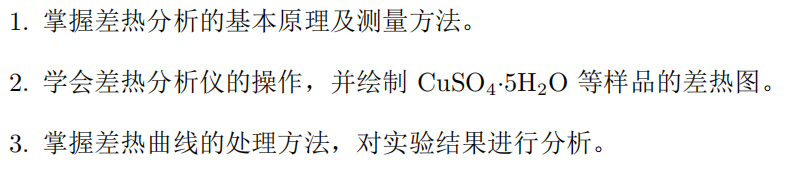 1. 掌握差热分析的基本原理及测量方法。
2. 学会差热分析仪的操作，并绘制 CuSO₄·5H₂O 等样品的差热图。
3. 掌握差热曲线的处理方法，对实验结果进行分析。